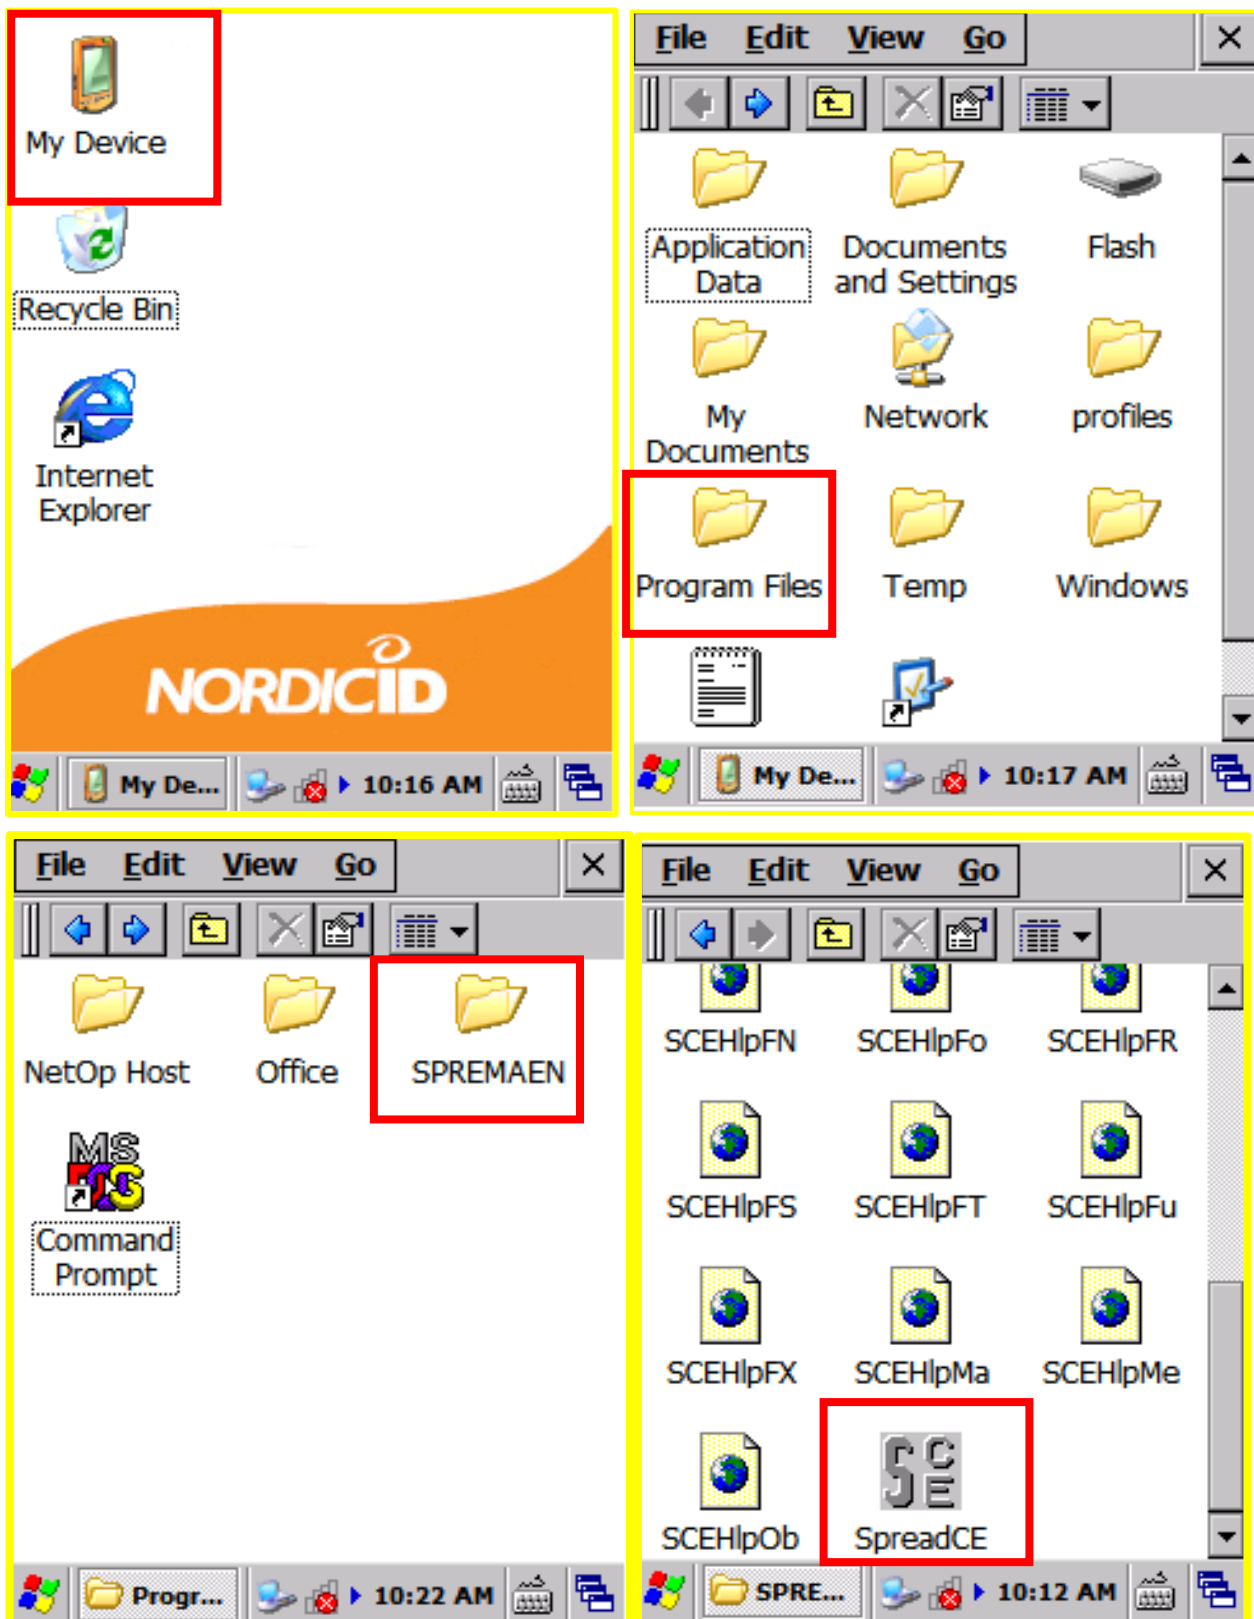 My Device
Recycle Bin
Internet
Explorer
NORDICID
My De...
10:16 AM
File Edit View Go
Application
Data
Documents
and Settings
Flash
My
Documents
Network
profiles
Program Files
Temp
Windows
My De...
10:17 AM
File Edit View Go
NetOp Host
Office
SPREMAEN
MS
DOS
Command
Prompt
Progr...
10:22 AM
File Edit View Go
SCEHlpFN
SCEHlpFo
SCEHlpFR
SCEHlpFS
SCEHlpFT
SCEHlpFu
SCEHlpFX
SCEHlpMa
SCEHlpMe
SCEHlpOb
SCE
SpreadCE
SPRE...
10:12 AM